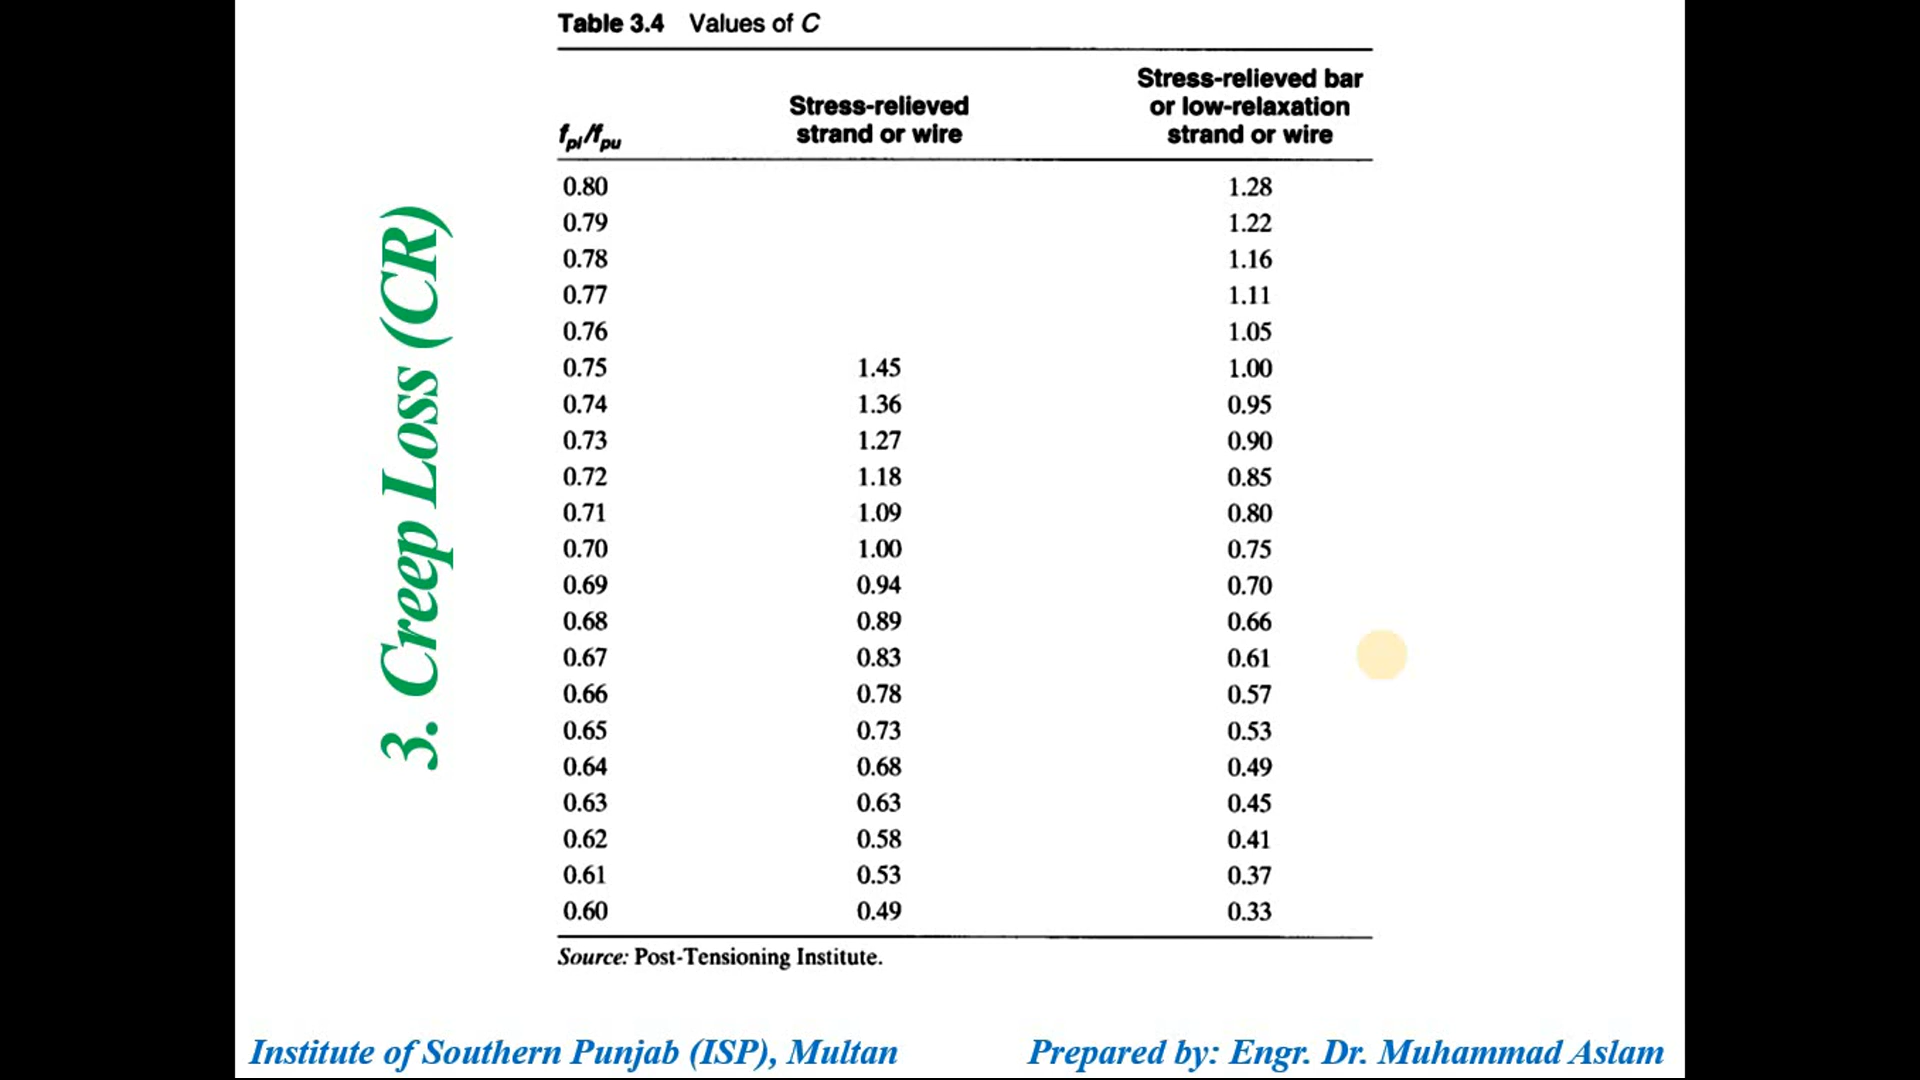 3. Creep Loss (CR)
Table 3.4 Values of C
Stress-relieved bar
Stress-relieved or low-relaxation
fpi/fpu strand or wire strand or wire
0.80 1.28
0.79 1.22
0.78 1.16
0.77 1.11
0.76 1.05
0.75 1.45 1.00
0.74 1.36 0.95
0.73 1.27 0.90
0.72 1.18 0.85
0.71 1.09 0.80
0.70 1.00 0.75
0.69 0.94 0.70
0.68 0.89 0.66
0.67 0.83 0.61
0.66 0.78 0.57
0.65 0.73 0.53
0.64 0.68 0.49
0.63 0.63 0.45
0.62 0.58 0.41
0.61 0.53 0.37
0.60 0.49 0.33
Source: Post-Tensioning Institute.
Institute of Southern Punjab (ISP), Multan Prepared by: Engr. Dr. Muhammad Aslam